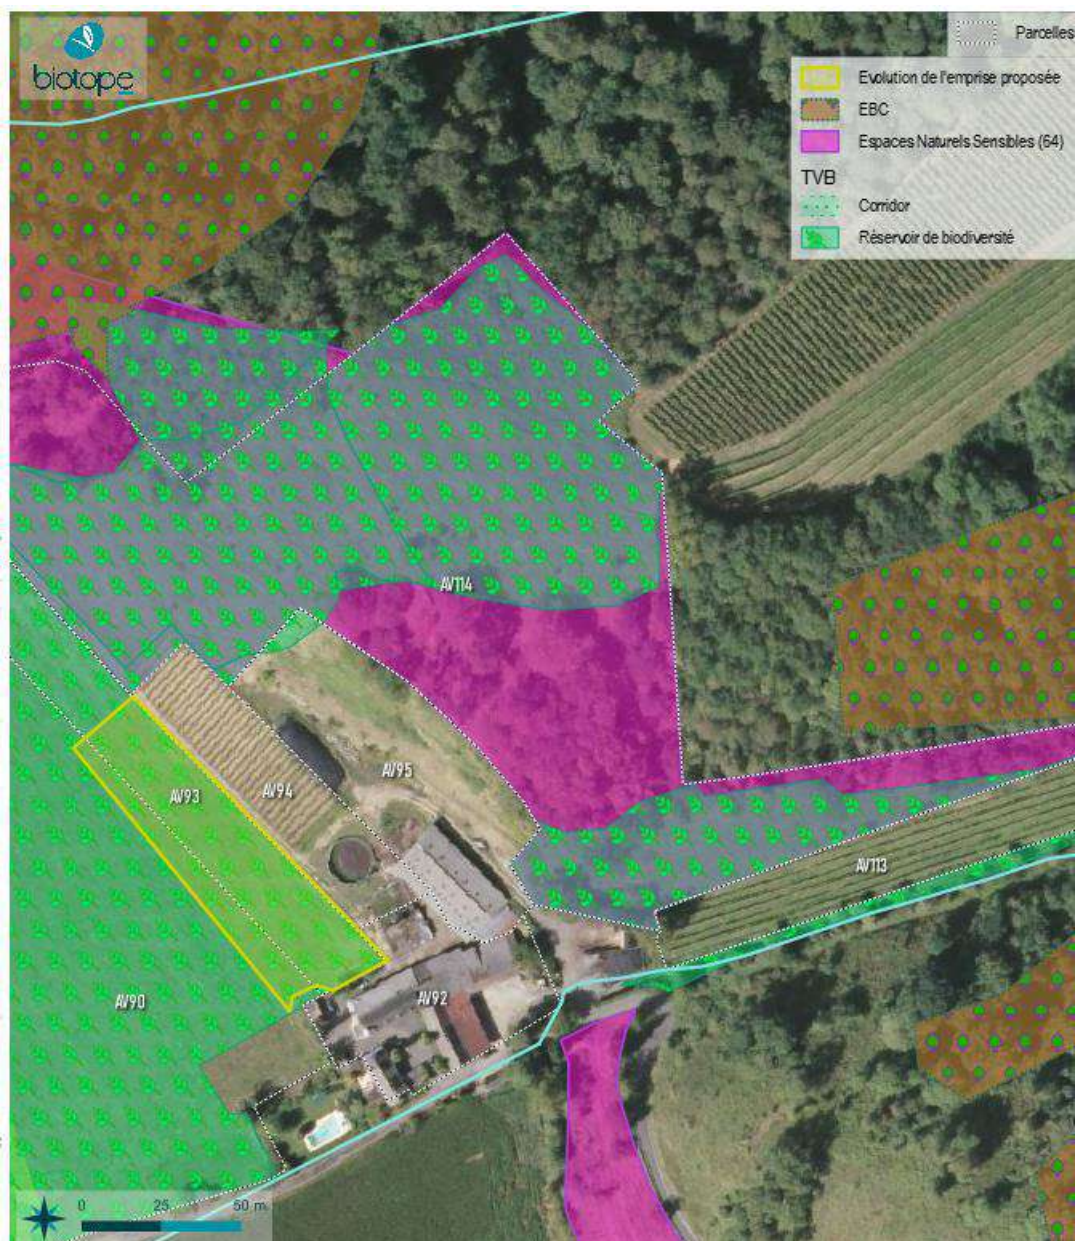 biotope
Parcelles
Evolution de l'emprise proposée
EBC
Espaces Naturels Sensibles (64)
TVB
Corridor
Réservoir de biodiversité
AV114
AV95
AV93
AV94
AV113
AV90
AV92
0 25 50 m